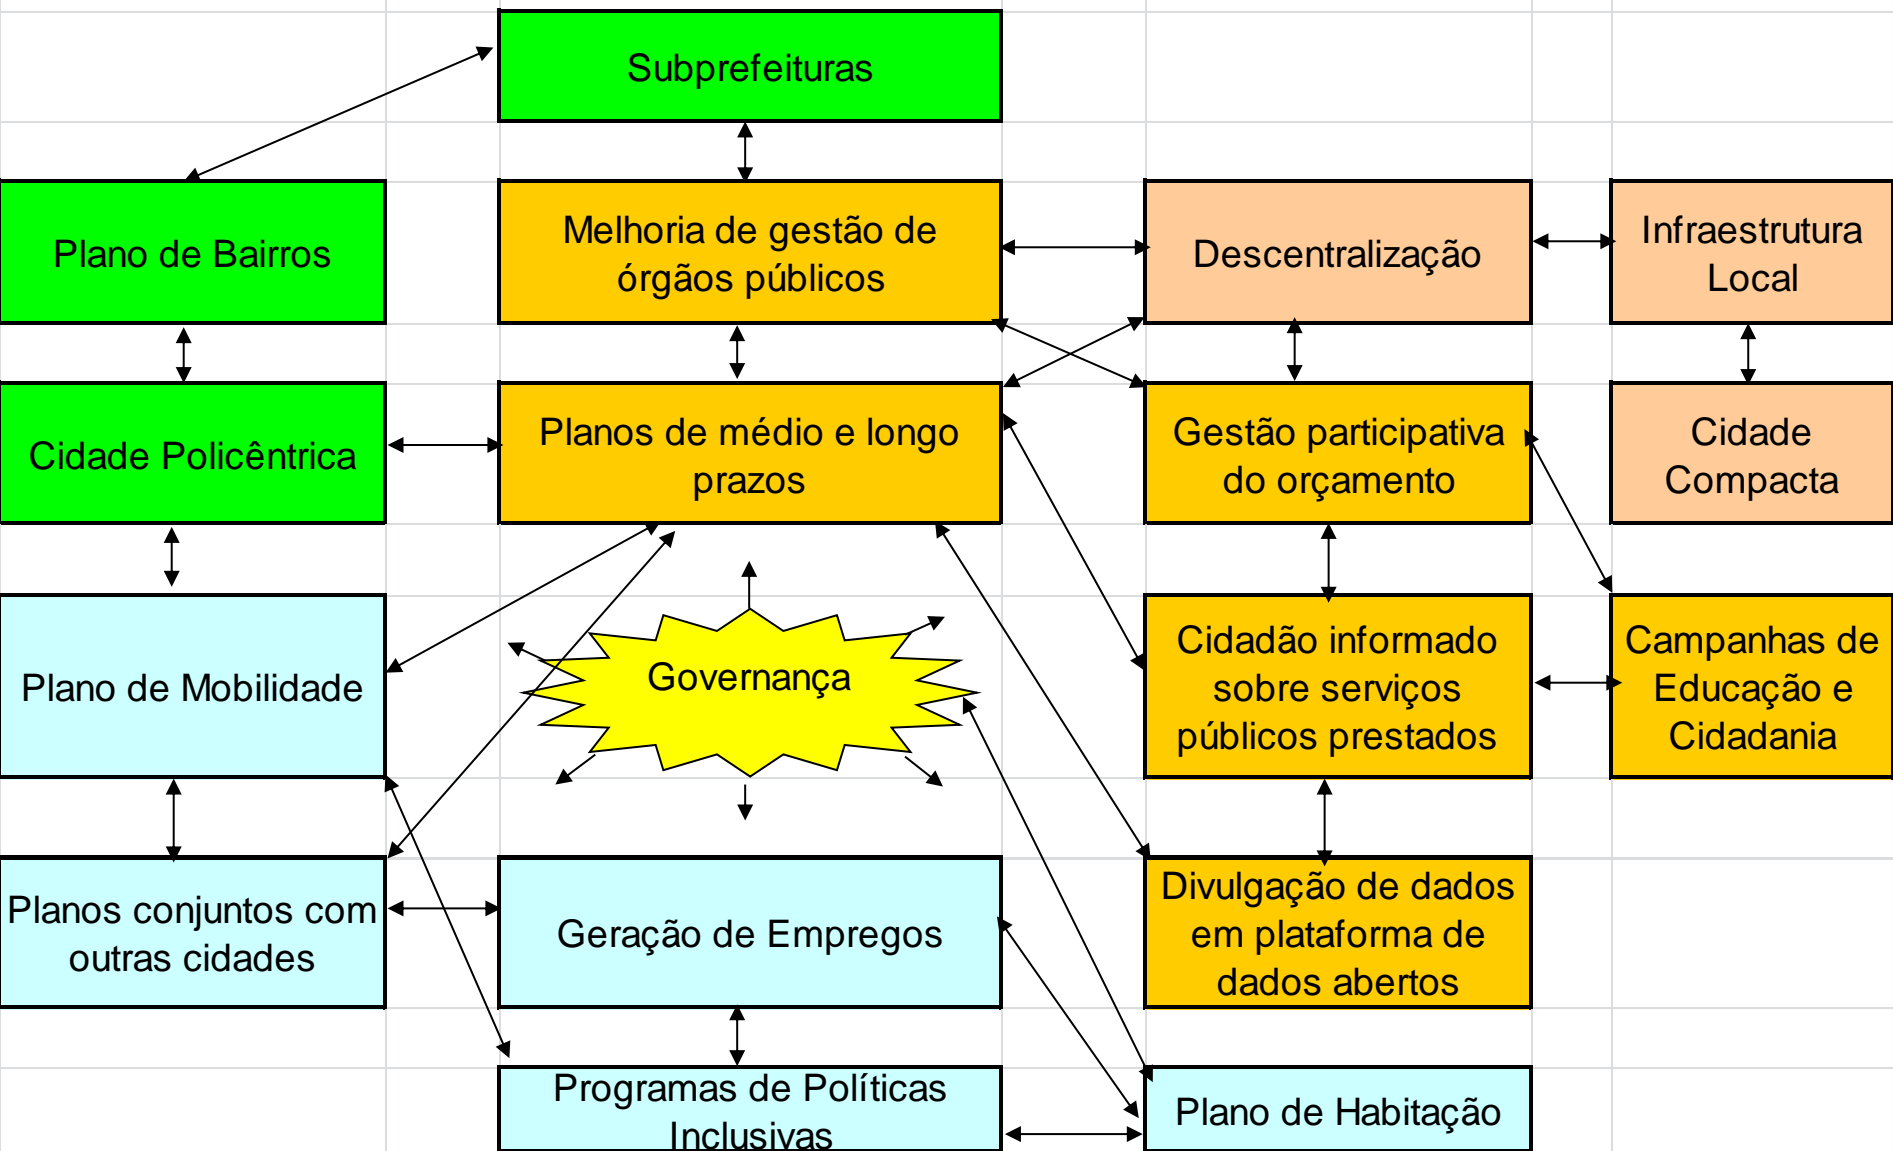 Subprefeituras
Plano de Bairros
Melhoria de gestão de
órgãos públicos
Descentralização
Infraestrutura
Local
Cidade Policêntrica
Planos de médio e longo
prazos
Gestão participativa
do orçamento
Cidade
Compacta
Plano de Mobilidade
Governança
Cidadão informado
sobre serviços
públicos prestados
Campanhas de
Educação e
Cidadania
Planos conjuntos com
outras cidades
Geração de Empregos
Divulgação de dados
em plataforma de
dados abertos
Programas de Políticas
Inclusivas
Plano de Habitação